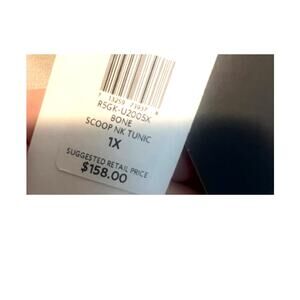 R5GK-U2005X
BONE
SCOOP NK TUNIC
1X
SUGGESTED RETAIL PRICE
$158.00